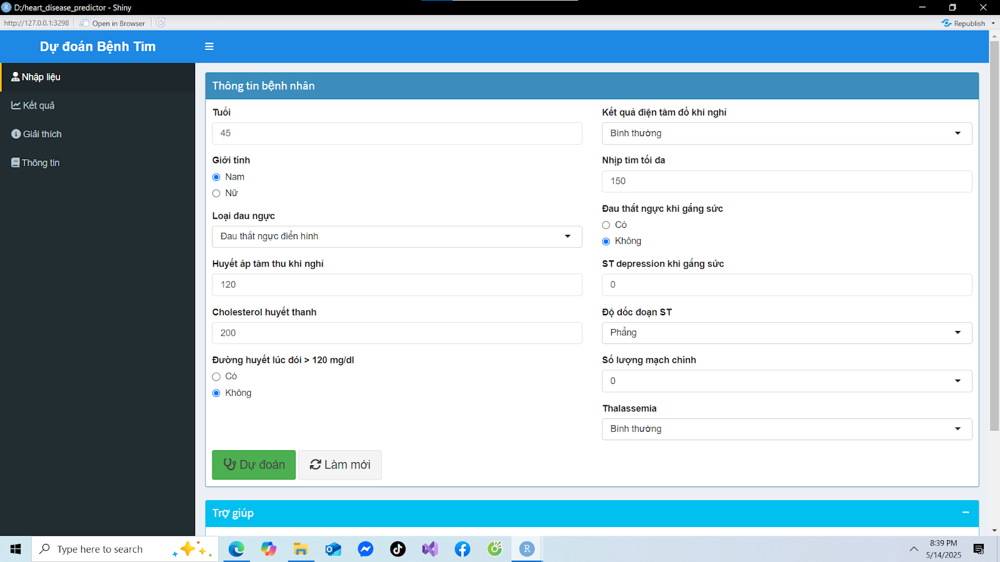 D:/heart_disease_predictor - Shiny
http://127.0.0.1:3298
Open in Browser
Republish
Dự đoán Bệnh Tim
Nhập liệu
Kết quả
Giải thích
Thông tin
Thông tin bệnh nhân
Tuổi
45
Giới tính
Nam
Nữ
Loại đau ngực
Đau thắt ngực điển hình
Huyết áp tâm thu khi nghỉ
120
Cholesterol huyết thanh
200
Đường huyết lúc đói > 120 mg/dl
Có
Không
Kết quả điện tâm đồ khi nghỉ
Bình thường
Nhịp tim tối đa
150
Đau thắt ngực khi gắng sức
Có
Không
ST depression khi gắng sức
0
Độ dốc đoạn ST
Phẳng
Số lượng mạch chính
0
Thalassemia
Bình thường
Dự đoán
Làm mới
Trợ giúp
Type here to search
8:39 PM
5/14/2025